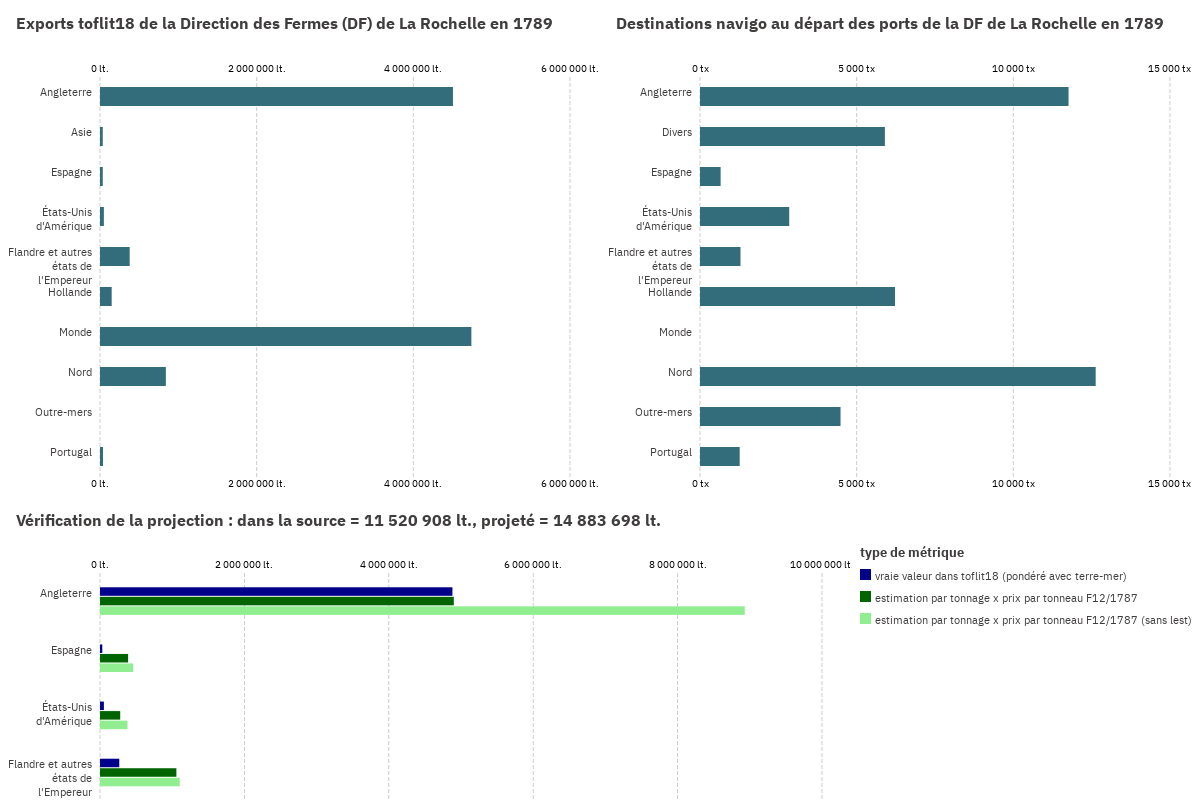 Exports toflit18 de la Direction des Fermes (DF) de La Rochelle en 1789
0 lt.
2 000 000 lt.
4 000 000 lt.
6 000 000 lt.
Angleterre
Asie
Espagne
États-Unis
d'Amérique
Flandre et autres
états de
l'Empereur
Hollande
Monde
Nord
Outre-mers
Portugal
0 lt.
2 000 000 lt.
4 000 000 lt.
6 000 000 lt.
Destinations navigo au départ des ports de la DF de La Rochelle en 1789
0 tx
5 000 tx
10 000 tx
15 000 tx
Angleterre
Divers
Espagne
États-Unis
d'Amérique
Flandre et autres
états de
l'Empereur
Hollande
Monde
Nord
Outre-mers
Portugal
0 tx
5 000 tx
10 000 tx
15 000 tx
Vérification de la projection : dans la source = 11 520 908 lt., projeté = 14 883 698 lt.
0 lt.
2 000 000 lt.
4 000 000 lt.
6 000 000 lt.
8 000 000 lt.
10 000 000 lt
Angleterre
Espagne
États-Unis
d'Amérique
Flandre et autres
états de
l'Empereur
type de métrique
vraie valeur dans toflit18 (pondéré avec terre-mer)
estimation par tonnage x prix par tonneau F12/1787
estimation par tonnage x prix par tonneau F12/1787 (sans lest)